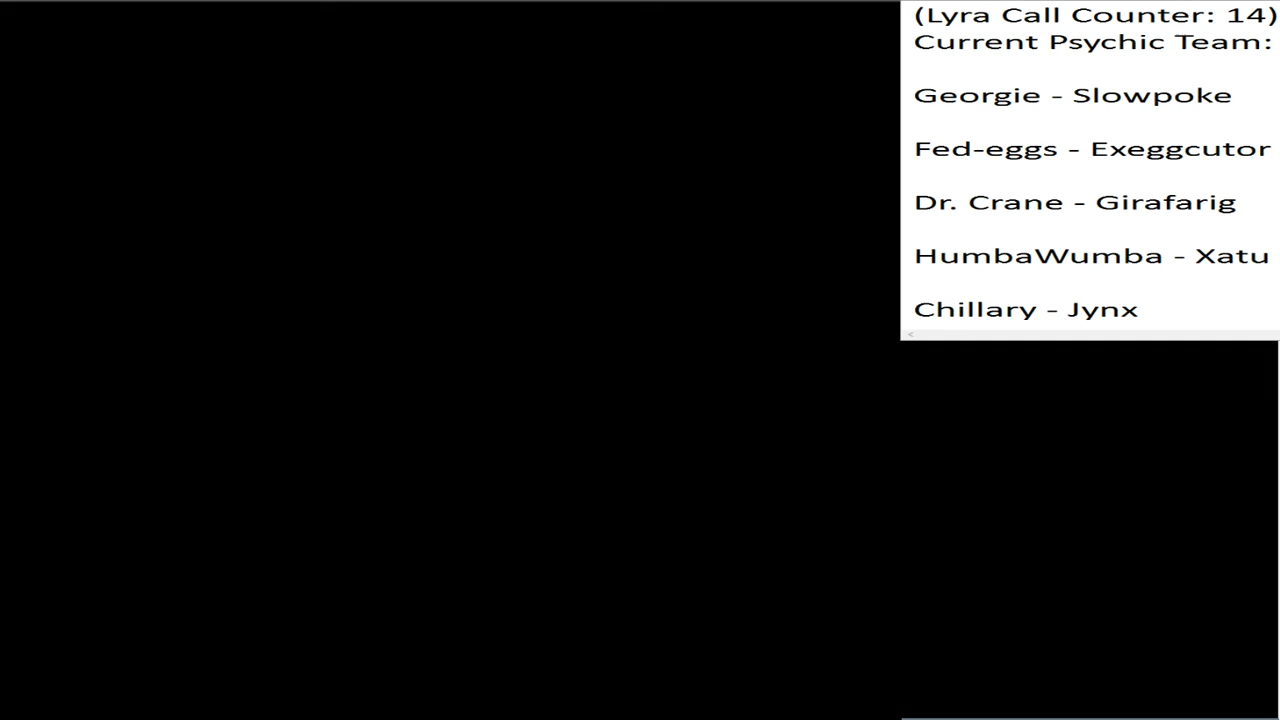 (Lyra Call Counter: 14)
Current Psychic Team:
Georgie - Slowpoke
Fed-eggs - Exeggcutor
Dr. Crane - Girafarig
HumbaWumba - Xatu
Chillary - Jynx